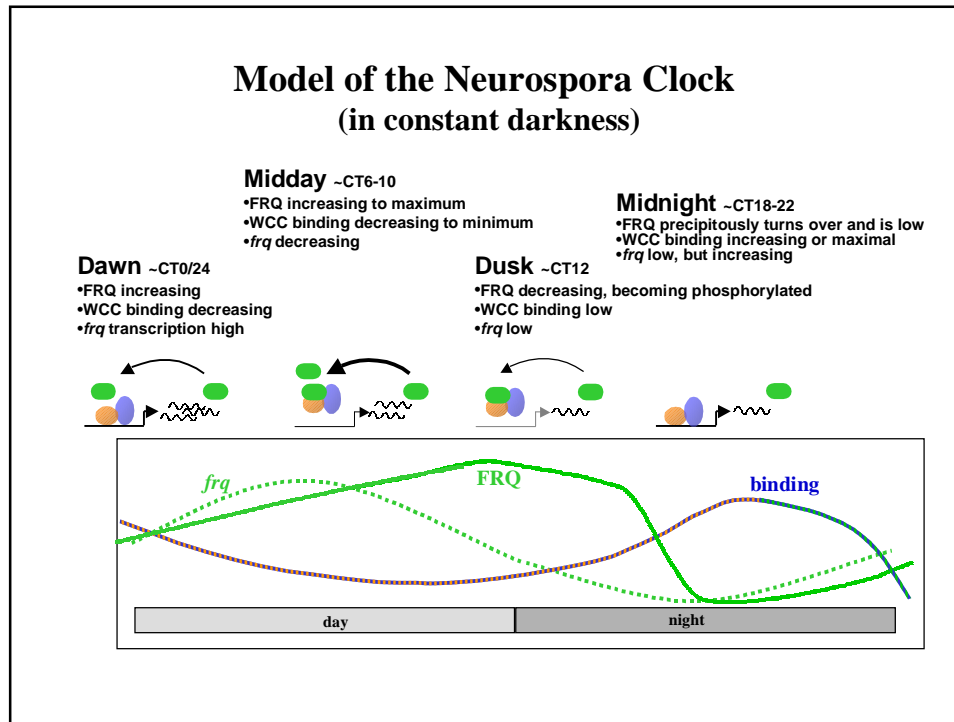 Model of the Neurospora Clock
(in constant darkness)
Midday ~CT6-10
•FRQ increasing to maximum
•WCC binding decreasing to minimum
•frq decreasing
Midnight ~CT18-22
•FRQ precipitously turns over and is low
•WCC binding increasing or maximal
•frq low, but increasing
Dawn ~CT0/24
•FRQ increasing
•WCC binding decreasing
•frq transcription high
Dusk ~CT12
•FRQ decreasing, becoming phosphorylated
•WCC binding low
•frq low
frq
FRQ
binding
day
night